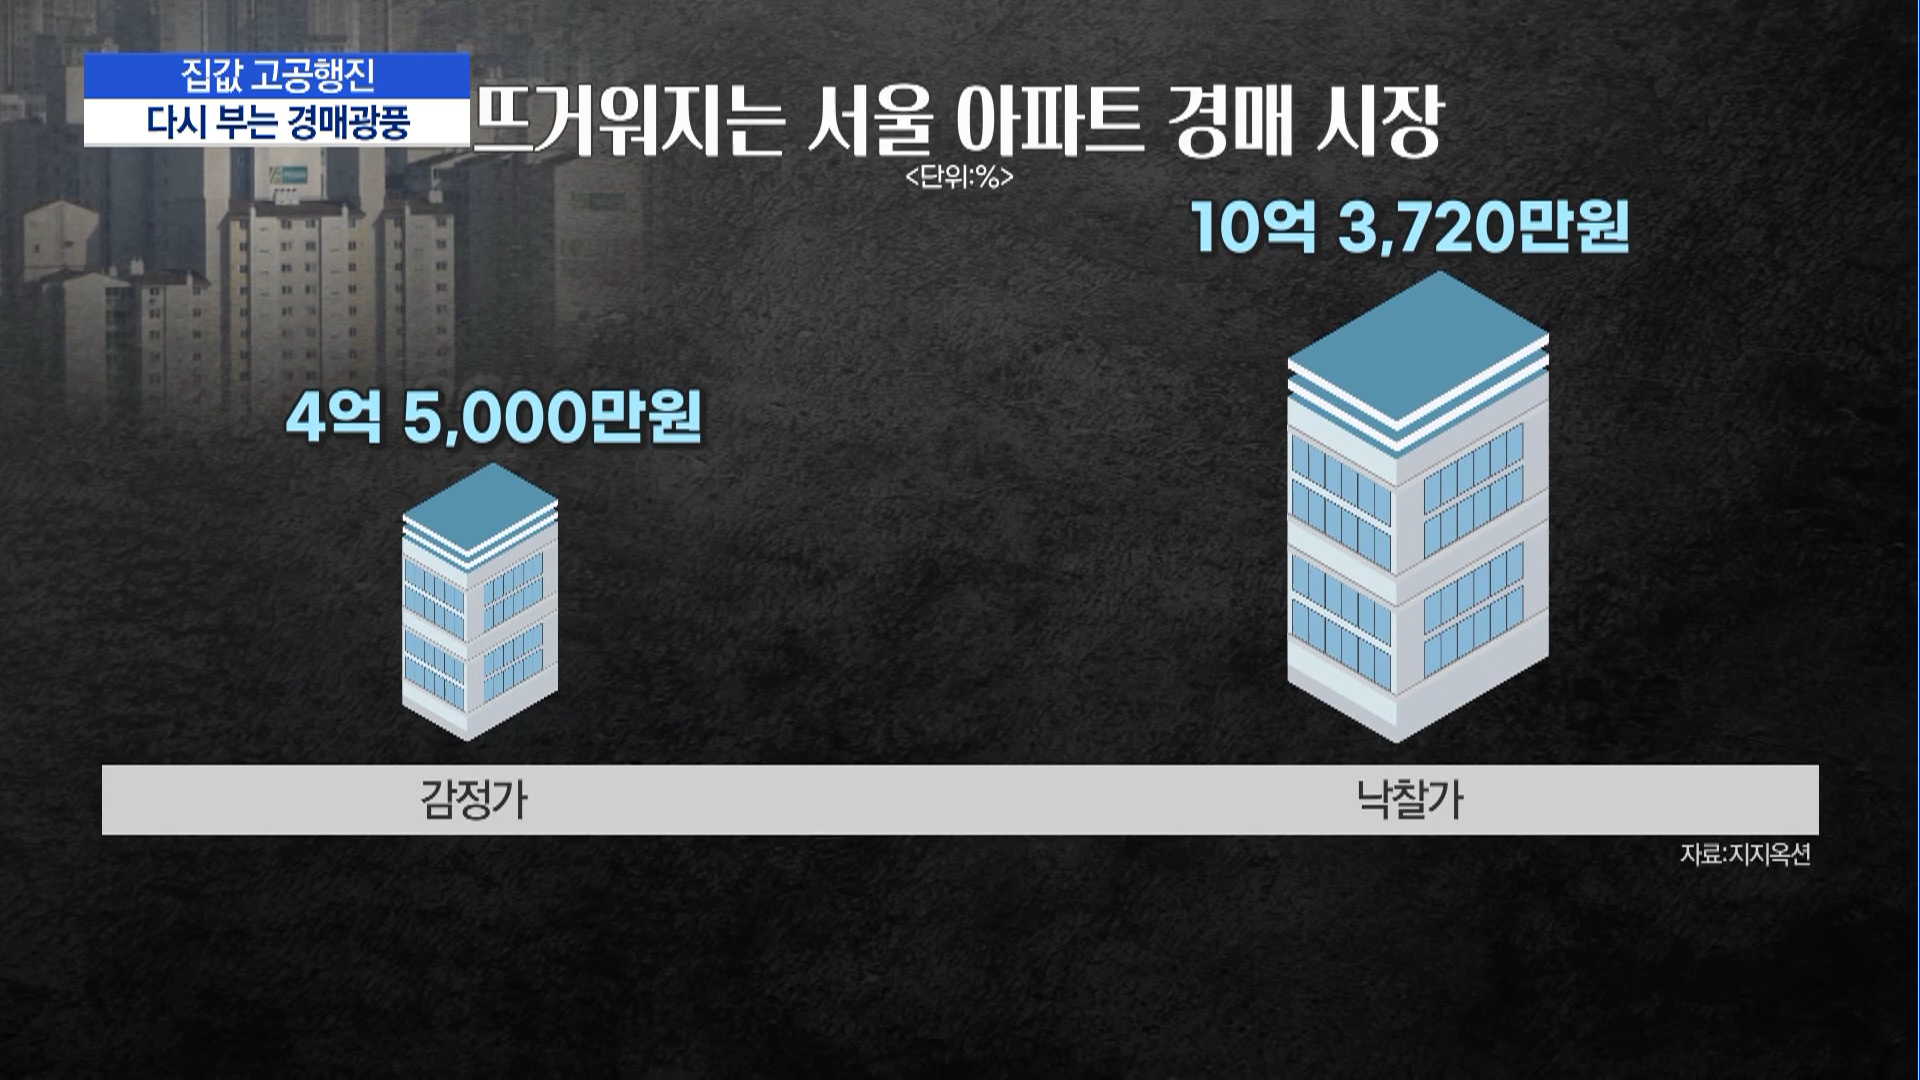 집값 고공행진
다시 부는 경매광풍
뜨거워지는 서울 아파트 경매 시장
<단위:%>
10억 3,720만원
4억 5,000만원
감정가
낙찰가
자료:지지옥션